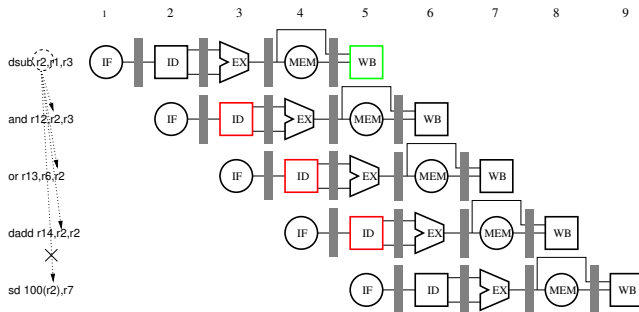 1 2 3 4 5 6 7 8 9
dsub r2,r1,r3 IF ID EX MEM WB
and r12,r2,r3 IF ID EX MEM WB
or r13,r6,r2 IF ID EX MEM WB
dadd r14,r2,r2 IF ID EX MEM WB
sd 100(r2),r7 IF ID EX MEM WB